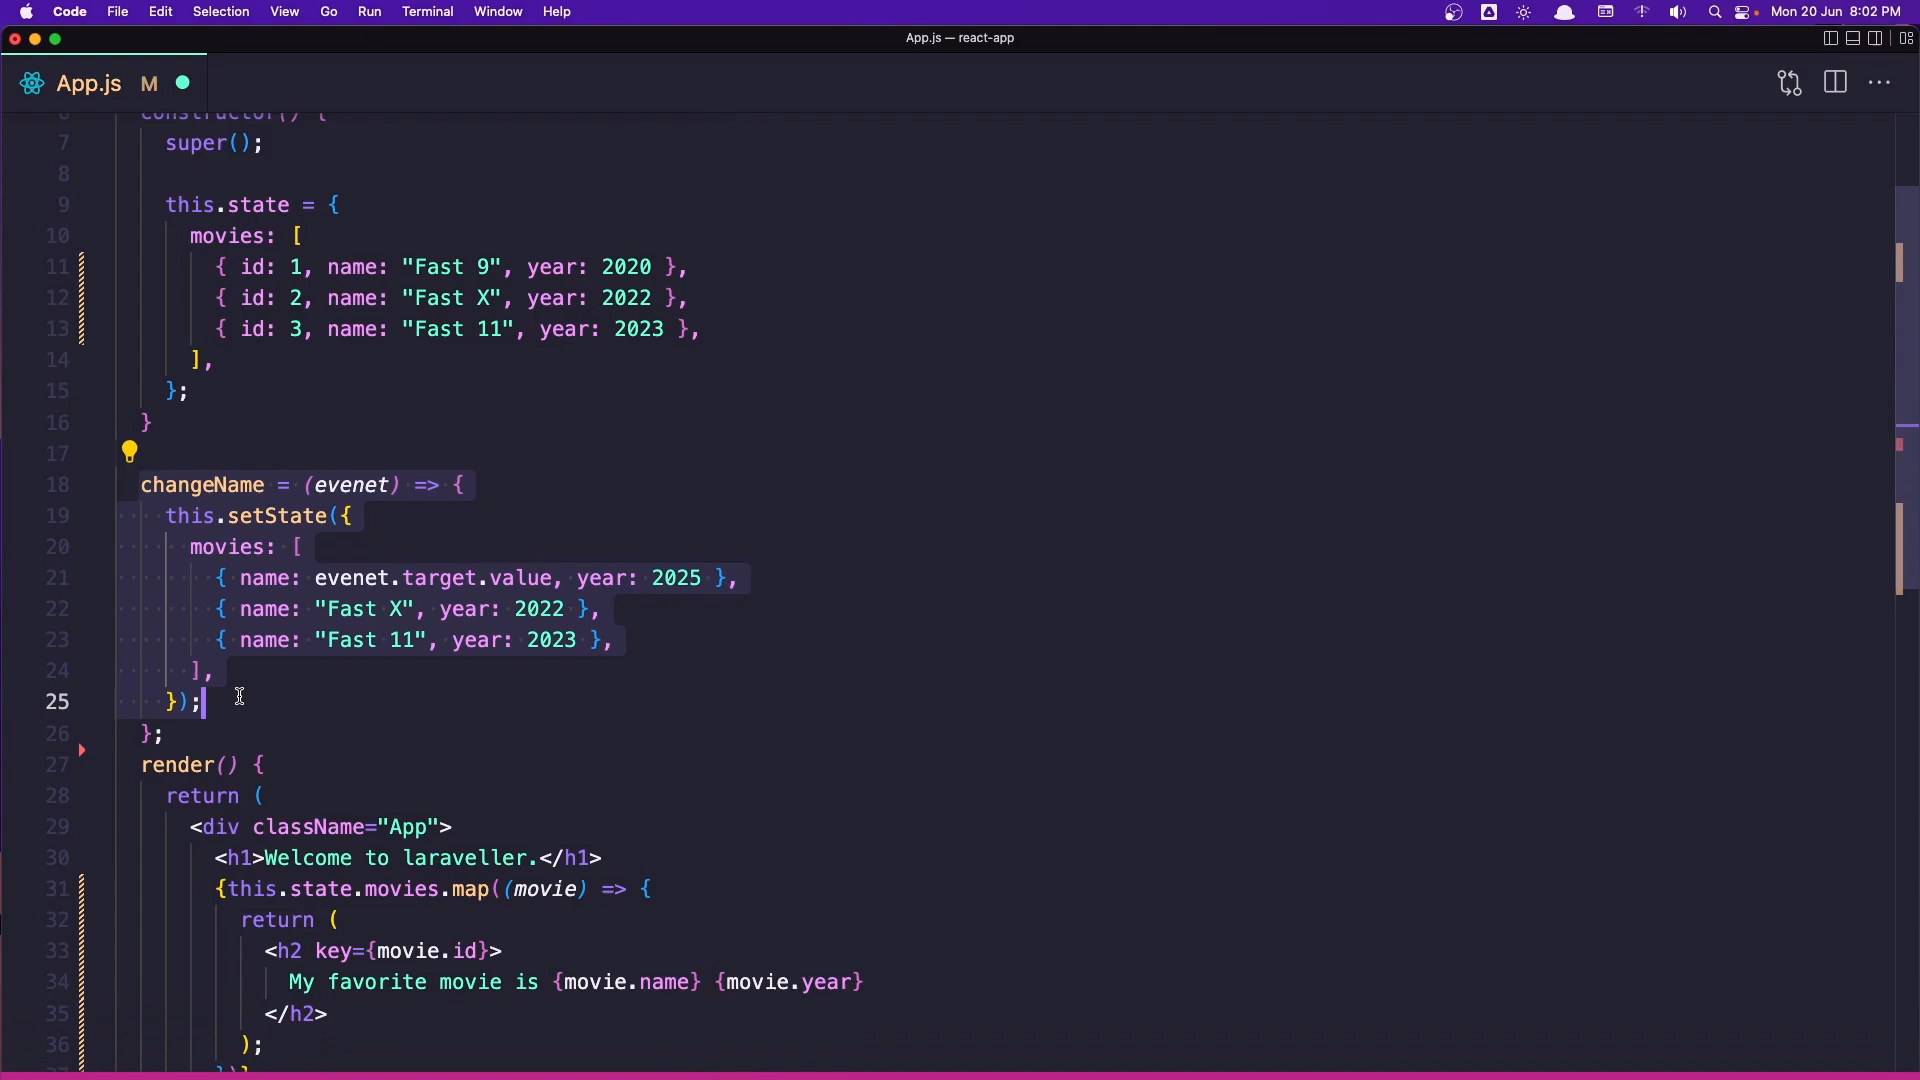 Code File Edit Selection View Go Run Terminal Window Help Mon 20 Jun 8:02 PM
App.js — react-app
App.js M
6 constructor() {
7 super();
8
9 this.state = {
10 movies: [
11 { id: 1, name: "Fast 9", year: 2020 },
12 { id: 2, name: "Fast X", year: 2022 },
13 { id: 3, name: "Fast 11", year: 2023 },
14 ],
15 };
16 }
17
18 changeName = (evenet) => {
19 this.setState({
20 movies: [
21 { name: evenet.target.value, year: 2025 },
22 { name: "Fast X", year: 2022 },
23 { name: "Fast 11", year: 2023 },
24 ],
25 });
26 };
27 render() {
28 return (
29 <div className="App">
30 <h1>Welcome to laraveller.</h1>
31 {this.state.movies.map((movie) => {
32 return (
33 <h2 key={movie.id}>
34 My favorite movie is {movie.name} {movie.year}
35 </h2>
36 );
37 })}